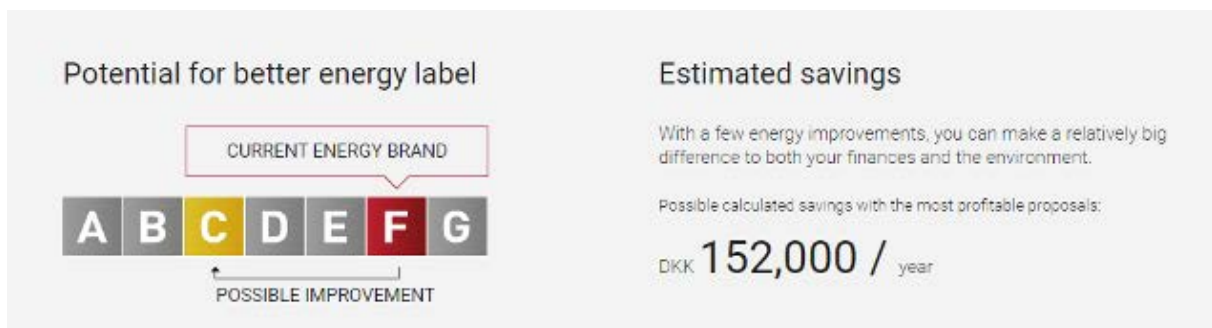 Potential for better energy label
CURRENT ENERGY BRAND
A B C D E F G
POSSIBLE IMPROVEMENT
Estimated savings
With a few energy improvements, you can make a relatively big
difference to both your finances and the environment.
Possible calculated savings with the most profitable proposals:
DKK 152,000 / year